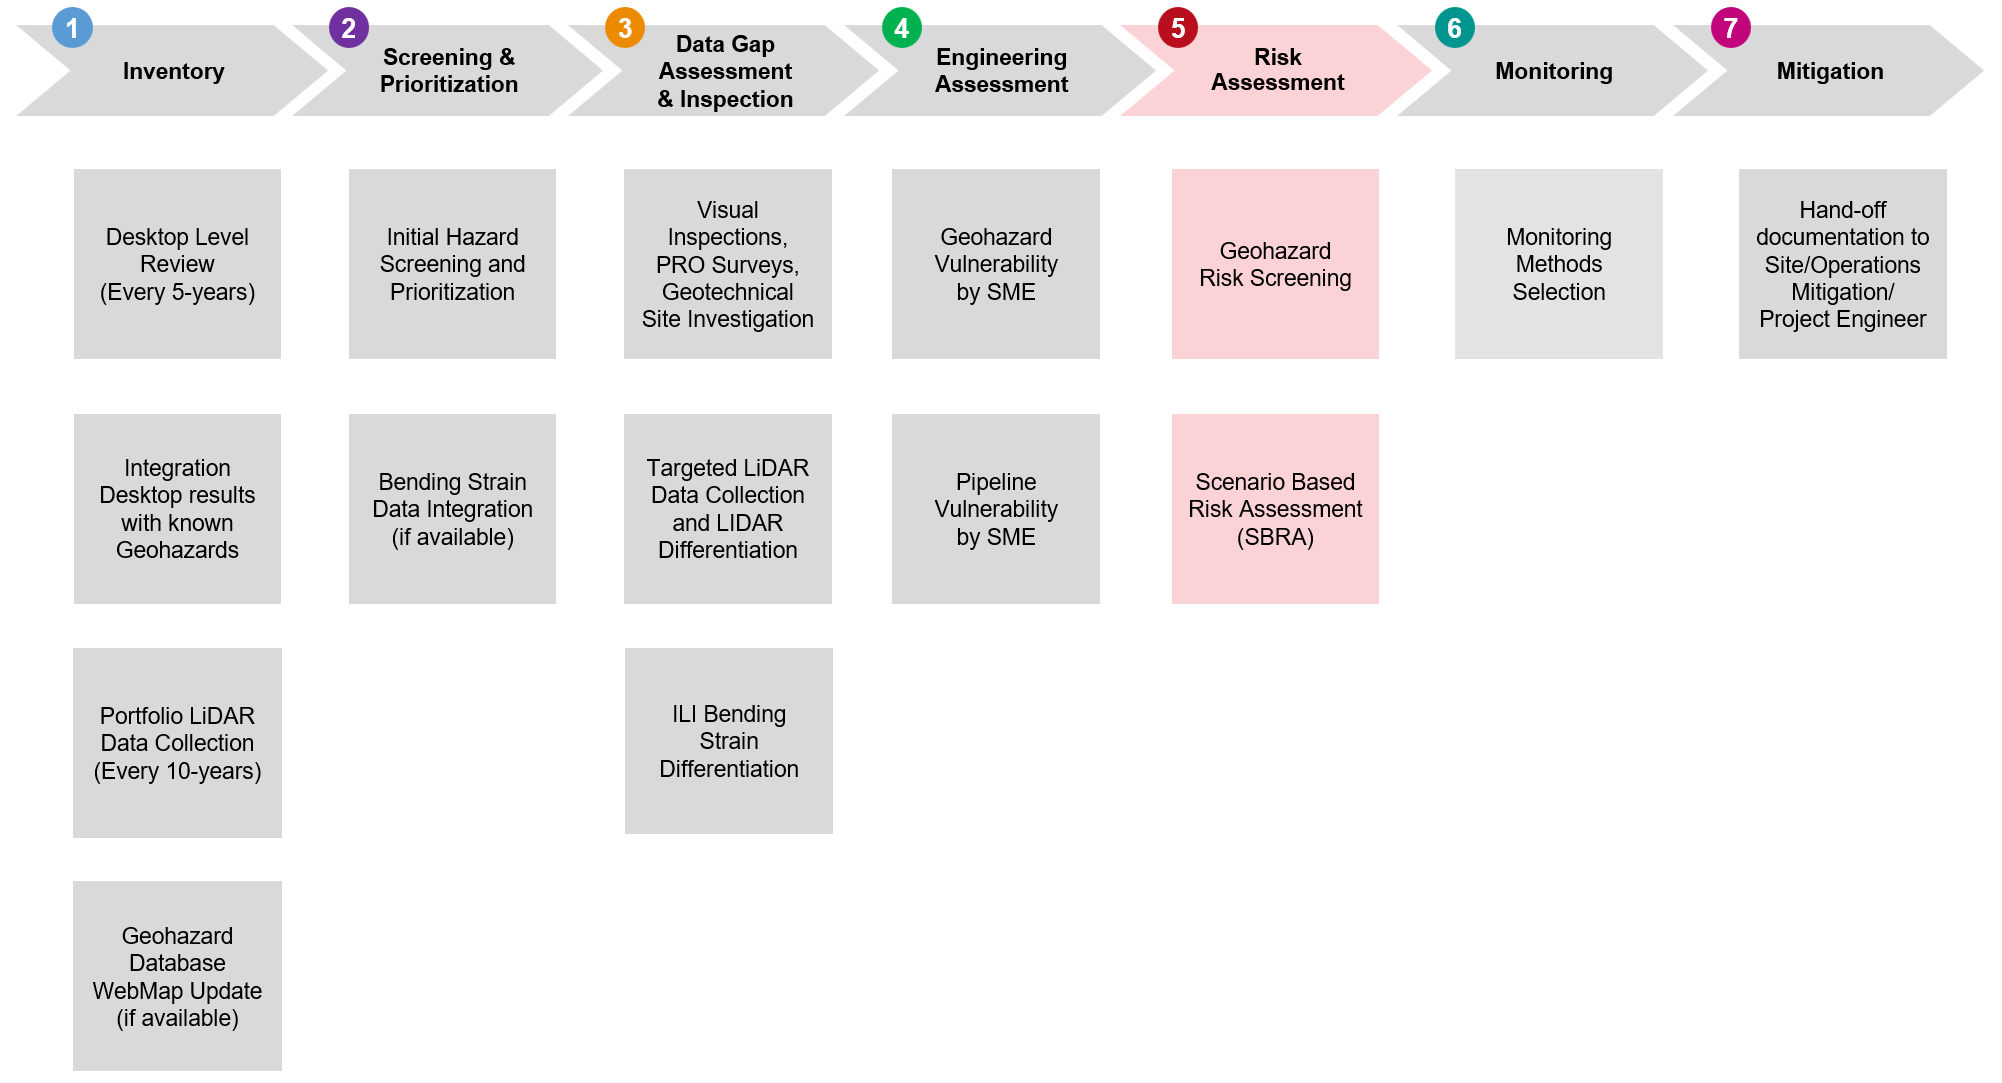 1
Inventory
2
Screening &
Prioritization
3
Data Gap
Assessment
& Inspection
4
Engineering
Assessment
5
Risk
Assessment
6
Monitoring
7
Mitigation
Desktop Level
Review
(Every 5-years)
Initial Hazard
Screening and
Prioritization
Visual
Inspections,
PRO Surveys,
Geotechnical
Site Investigation
Geohazard
Vulnerability
by SME
Geohazard
Risk Screening
Monitoring
Methods
Selection
Hand-off
documentation to
Site/Operations
Mitigation/
Project Engineer
Integration
Desktop results
with known
Geohazards
Bending Strain
Data Integration
(if available)
Targeted LiDAR
Data Collection
and LIDAR
Differentiation
Pipeline
Vulnerability
by SME
Scenario Based
Risk Assessment
(SBRA)
Portfolio LiDAR
Data Collection
(Every 10-years)
ILI Bending
Strain
Differentiation
Geohazard
Database
WebMap Update
(if available)